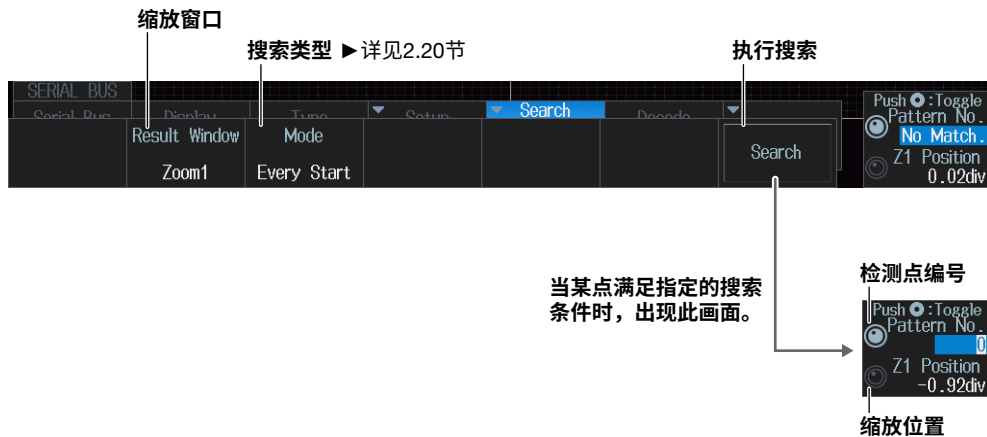 缩放窗口
搜索类型 ►详见2.20节
执行搜索
SERIAL BUS
Serial Bus
Display
Type
Setup
Search
Decode
Result Window
Zoom1
Mode
Every Start
Search
Push :Toggle
Pattern No.
No Match.
Z1 Position
0.02div
当某点满足指定的搜索
条件时，出现此画面。
检测点编号
Push :Toggle
Pattern No.
0
Z1 Position
-0.92div
缩放位置